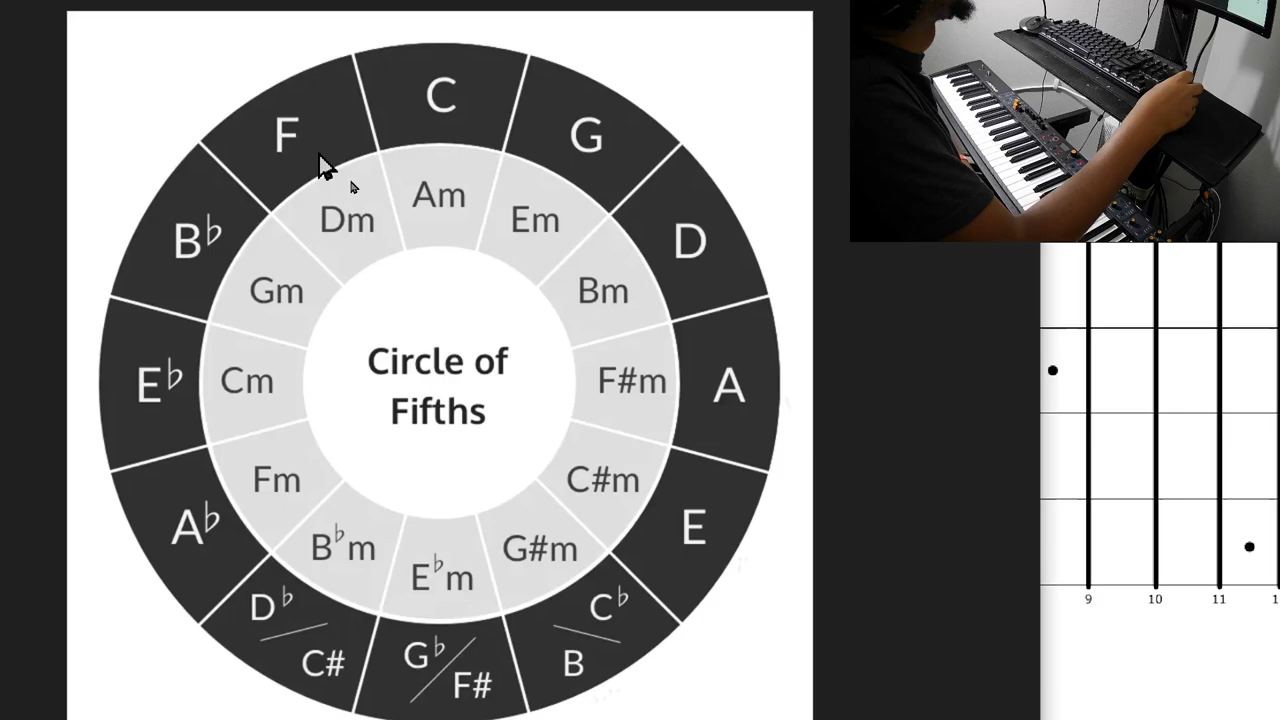 C
F
G
Am
Dm
Em
B♭
D
Gm
Bm
Circle of
Fifths
E♭
Cm
F#m
A
Fm
C#m
A♭
E
B♭m
G#m
E♭m
D♭
C♭
C#
G♭
B
F#
9
10
11